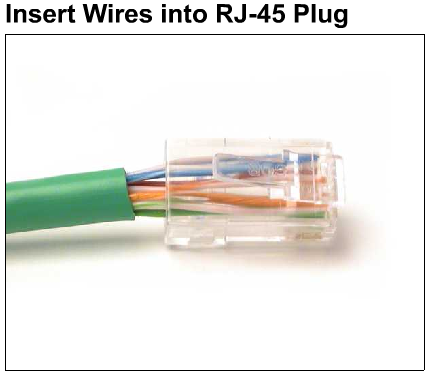 Insert Wires into RJ-45 Plug